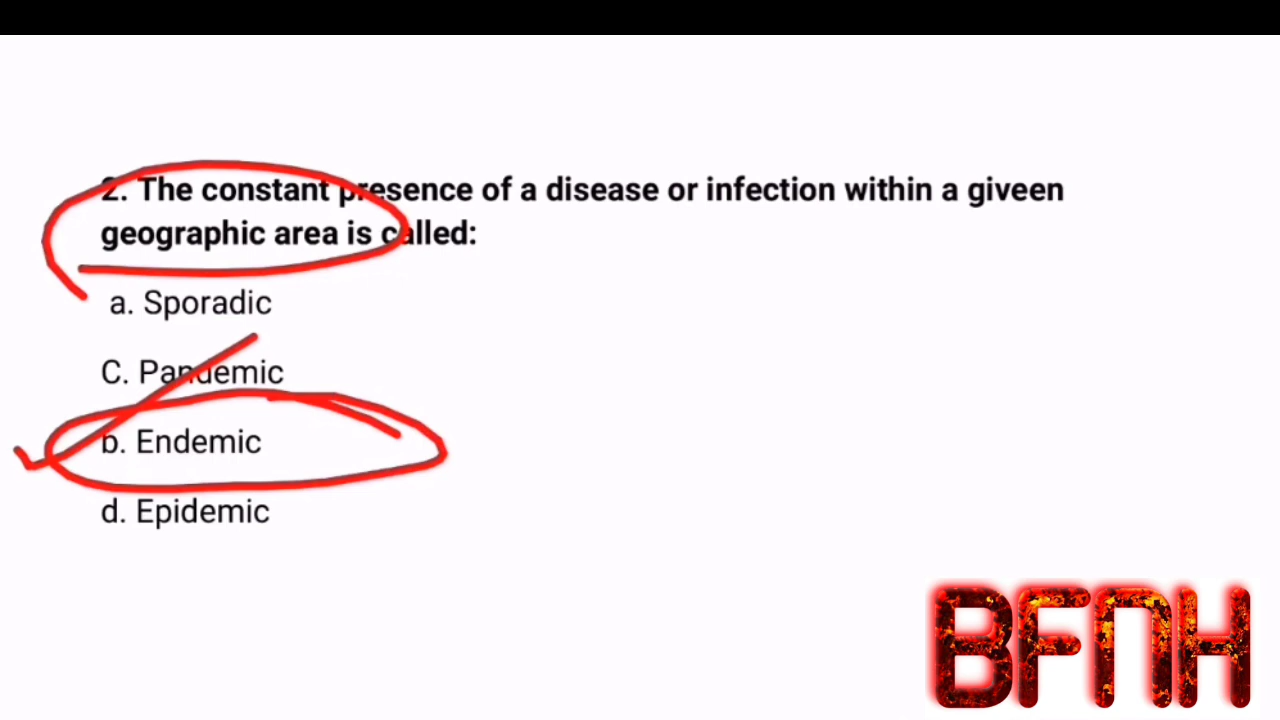 2. The constant presence of a disease or infection within a giveen
geographic area is called:
a. Sporadic
C. Pandemic
b. Endemic
d. Epidemic
BFNH